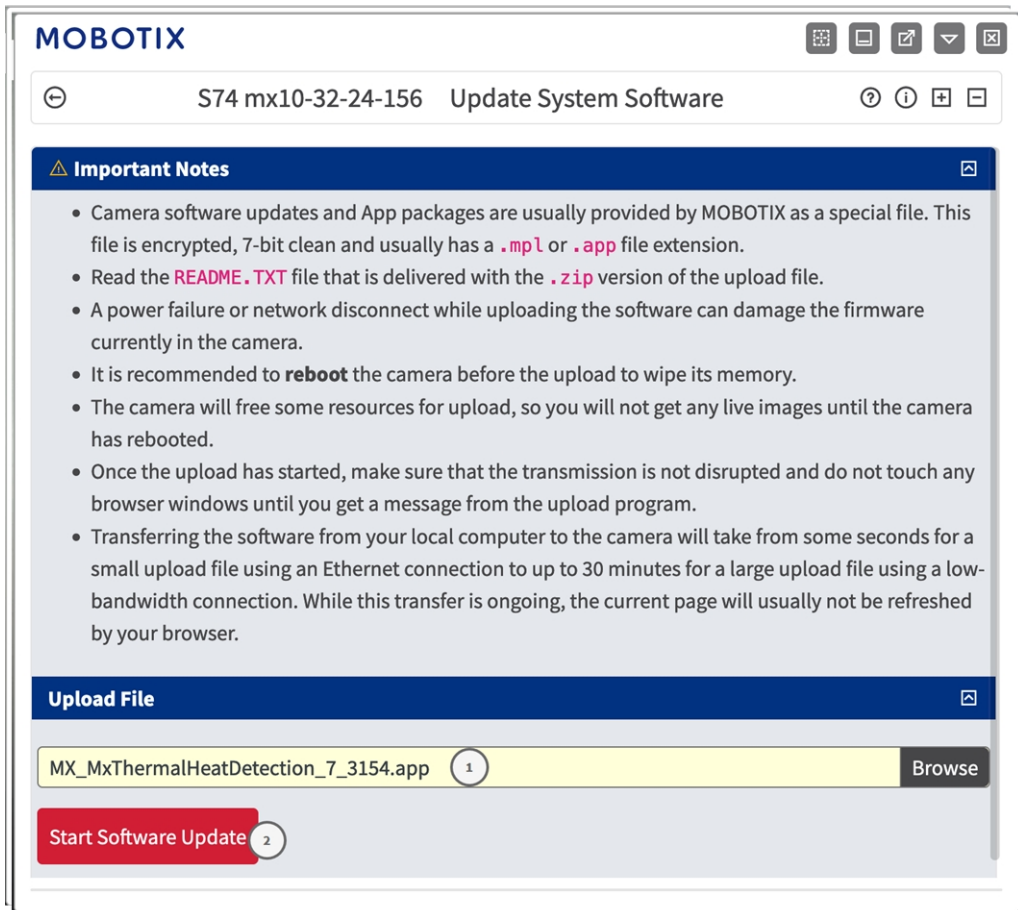 MOBOTIX
S74 mx10-32-24-156 Update System Software
Important Notes
• Camera software updates and App packages are usually provided by MOBOTIX as a special file. This
file is encrypted, 7-bit clean and usually has a .mpl or .app file extension.
• Read the README.TXT file that is delivered with the .zip version of the upload file.
• A power failure or network disconnect while uploading the software can damage the firmware
currently in the camera.
• It is recommended to reboot the camera before the upload to wipe its memory.
• The camera will free some resources for upload, so you will not get any live images until the camera
has rebooted.
• Once the upload has started, make sure that the transmission is not disrupted and do not touch any
browser windows until you get a message from the upload program.
• Transferring the software from your local computer to the camera will take from some seconds for a
small upload file using an Ethernet connection to up to 30 minutes for a large upload file using a low-
bandwidth connection. While this transfer is ongoing, the current page will usually not be refreshed
by your browser.
Upload File
MX_MxThermalHeatDetection_7_3154.app 1 Browse
Start Software Update 2